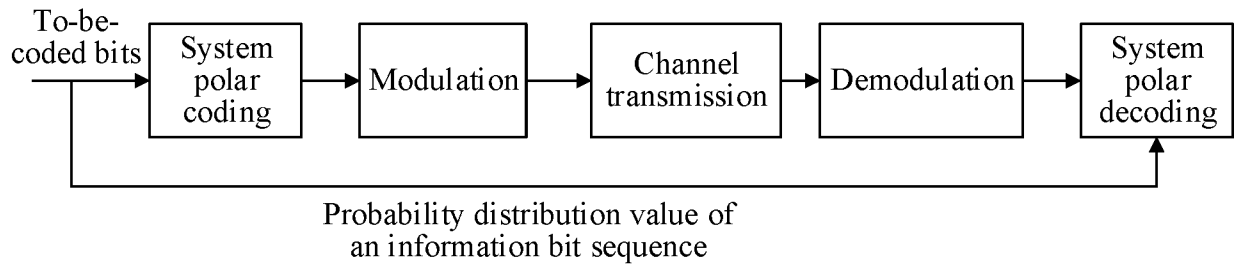 To-be-
coded bits
System
polar
coding
Modulation
Channel
transmission
Demodulation
System
polar
decoding
Probability distribution value of
an information bit sequence